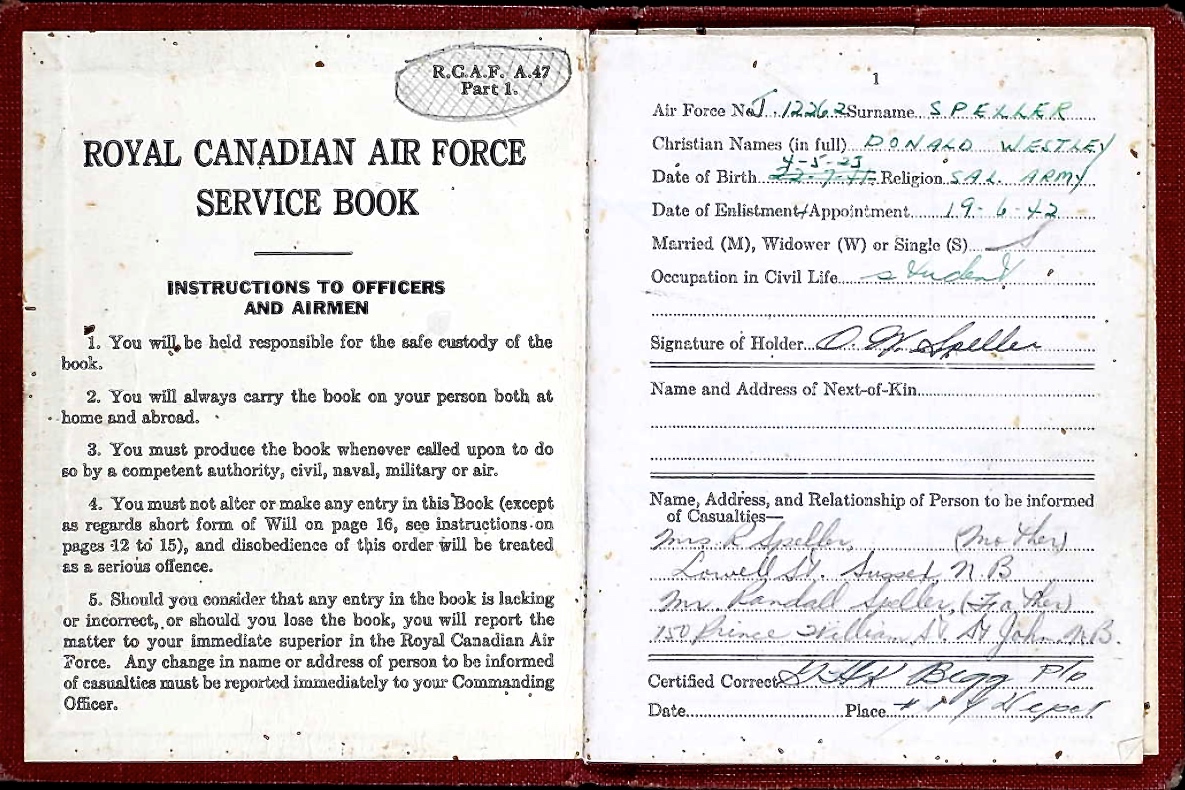 R.C.A.F. A.47
Part 1.
ROYAL CANADIAN AIR FORCE
SERVICE BOOK
INSTRUCTIONS TO OFFICERS
AND AIRMEN
1. You will be held responsible for the safe custody of the
book.
2. You will always carry the book on your person both at
home and abroad.
3. You must produce the book whenever called upon to do
so by a competent authority, civil, naval, military or air.
4. You must not alter or make any entry in this Book (except
as regards short form of Will on page 16, see instructions on
pages 12 to 15), and disobedience of this order will be treated
as a serious offence.
5. Should you consider that any entry in the book is lacking
or incorrect, or should you lose the book, you will report the
matter to your immediate superior in the Royal Canadian Air
Force. Any change in name or address of person to be informed
of casualties must be reported immediately to your Commanding
Officer.
1
Air Force No. J.12262 Surname SPELLER
Christian Names (in full) DONALD WESTLEY
4-5-23
Date of Birth Religion SAL. ARMY
Date of Enlistment/Appointment 19-6-42
Married (M), Widower (W) or Single (S) S
Occupation in Civil Life student
Signature of Holder D. W. Speller
Name and Address of Next-of-Kin
Name, Address, and Relationship of Person to be informed
of Casualties—
Mrs R Speller, (Mother)
Lowell St. Sussex, N B
Mr Randall Speller, (Father)
150 Prince William St. St John N.B.
Certified Correct Begg P/O
Date Place Depot